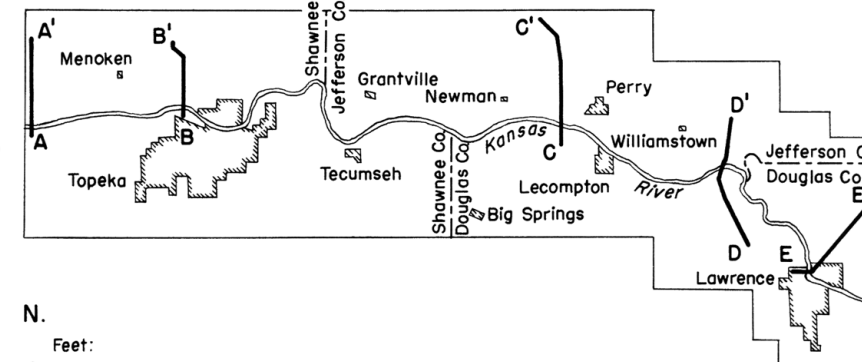 A'
Menoken
B'
Shawnee Co.
Jefferson Co.
Grantville
Newman
C'
Perry
D'
A
B
Kansas
C
Williamstown
Jefferson C
Douglas Co.
Topeka
Tecumseh
Shawnee Co.
Douglas Co.
Lecompton
River
Big Springs
E
D
E
Lawrence
N.
Feet: